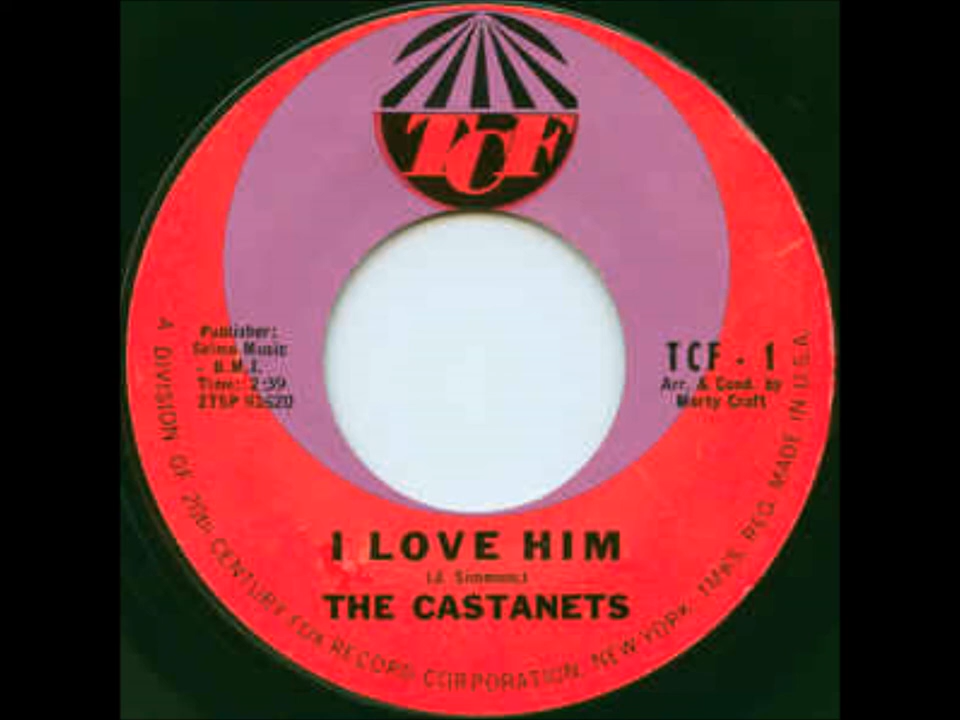 TCF
Publisher:
Selma Music
- B.M.I.
Time: 2:39
TCF - 1
Arr. & Cond. by
Marty Craft
I LOVE HIM
(J. Simmons)
THE CASTANETS
A DIVISION OF 20th CENTURY FOX RECORD CORPORATION, NEW YORK, TMKS. REG MADE IN U.S.A.